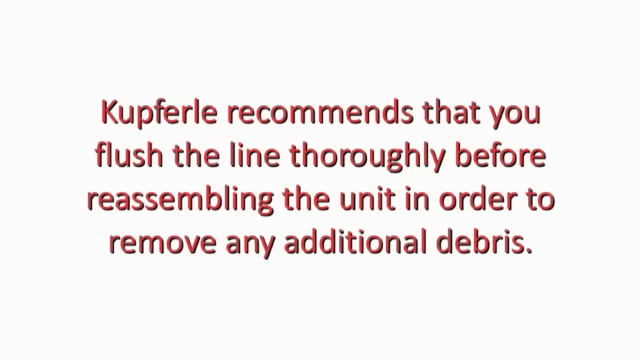 Kupferle recommends that you
flush the line thoroughly before
reassembling the unit in order to
remove any additional debris.